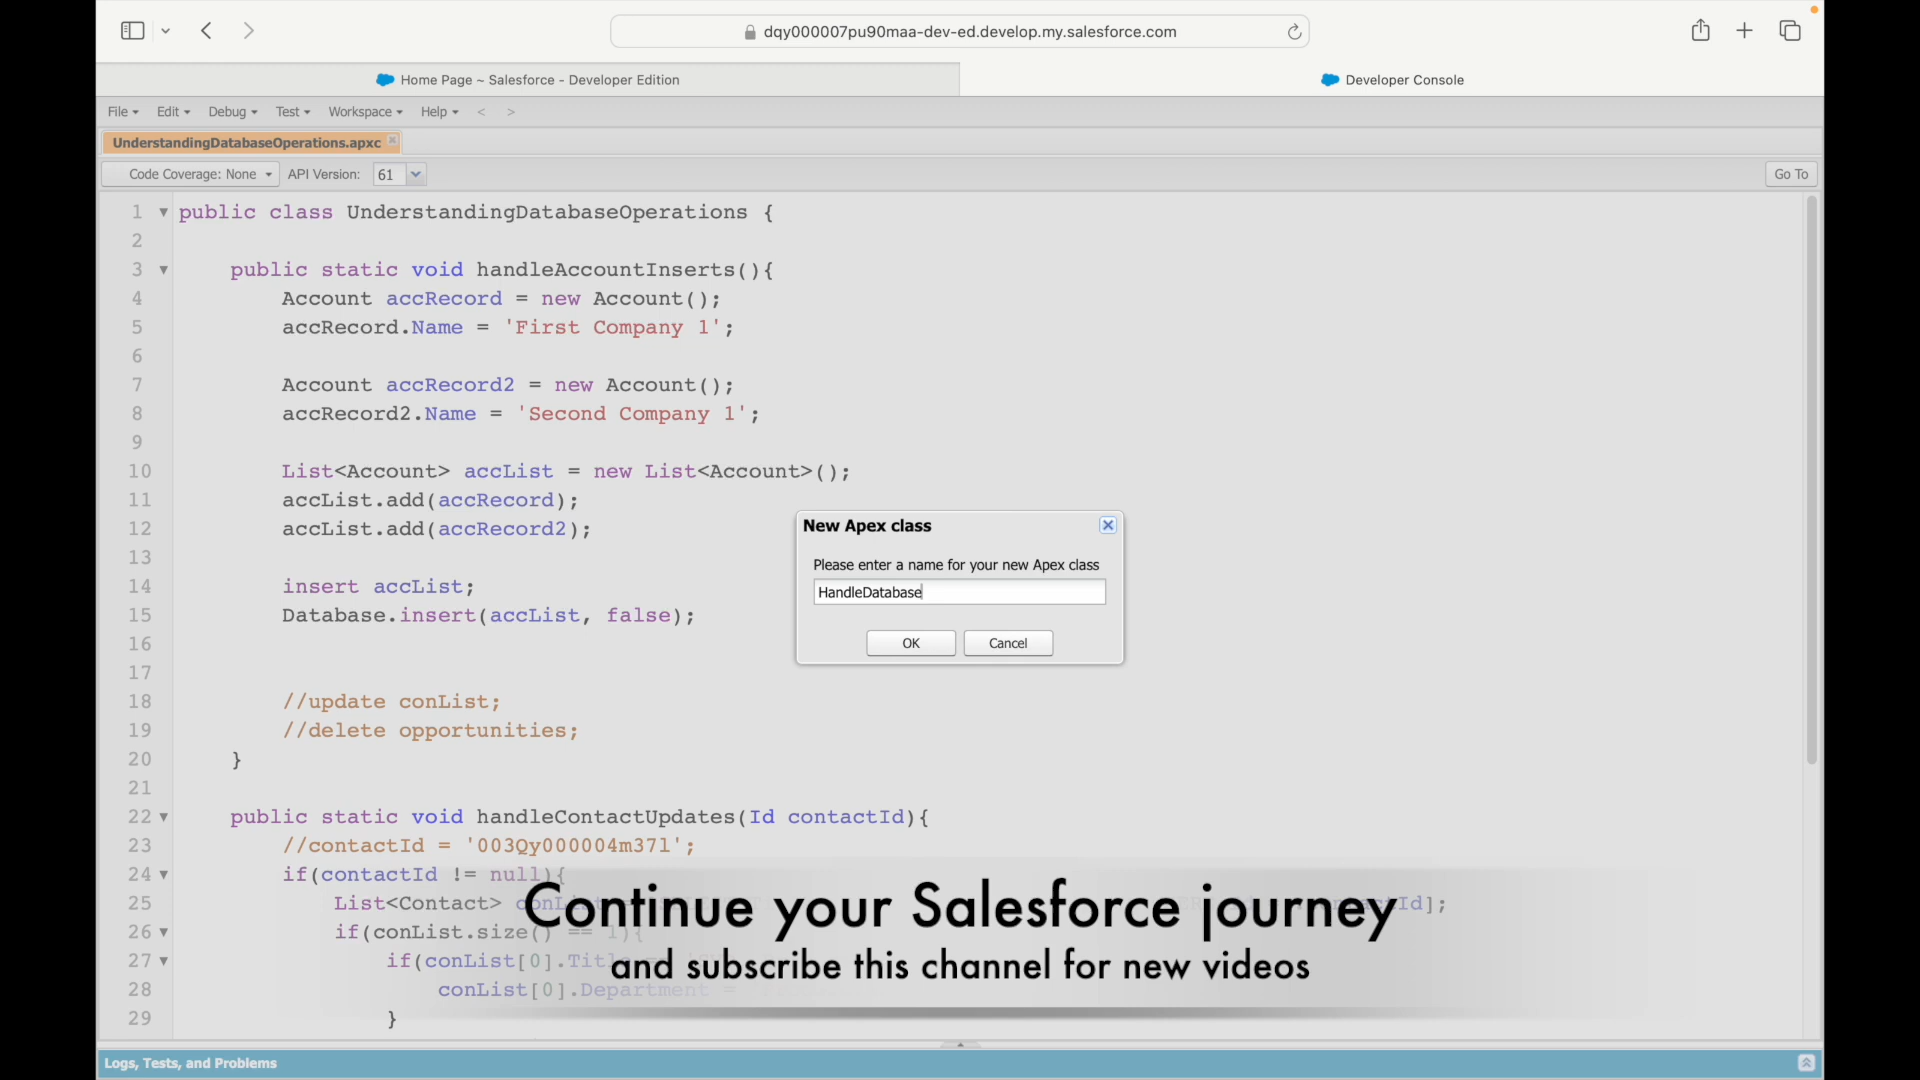 dqy000007pu90maa-dev-ed.develop.my.salesforce.com
Home Page ~ Salesforce - Developer Edition
Developer Console
File Edit Debug Test Workspace Help < >
UnderstandingDatabaseOperations.apxc
Code Coverage: None API Version: 61 Go To
1 public class UnderstandingDatabaseOperations {
2
3 public static void handleAccountInserts(){
4 Account accRecord = new Account();
5 accRecord.Name = 'First Company 1';
6
7 Account accRecord2 = new Account();
8 accRecord2.Name = 'Second Company 1';
9
10 List<Account> accList = new List<Account>();
11 accList.add(accRecord);
12 accList.add(accRecord2);
13
14 insert accList;
15 Database.insert(accList, false);
16
17
18 //update conList;
19 //delete opportunities;
20 }
21
22 public static void handleContactUpdates(Id contactId){
23 //contactId = '003Qy000004m37l';
24 if(contactId != null){
25 List<Contact>
26 if(conList.size() == 1){
27 if(conList[0].Title
28 conList[0].Department =
29 }
New Apex class
Please enter a name for your new Apex class
HandleDatabase
OK Cancel
Continue your Salesforce journey
and subscribe this channel for new videos
Logs, Tests, and Problems